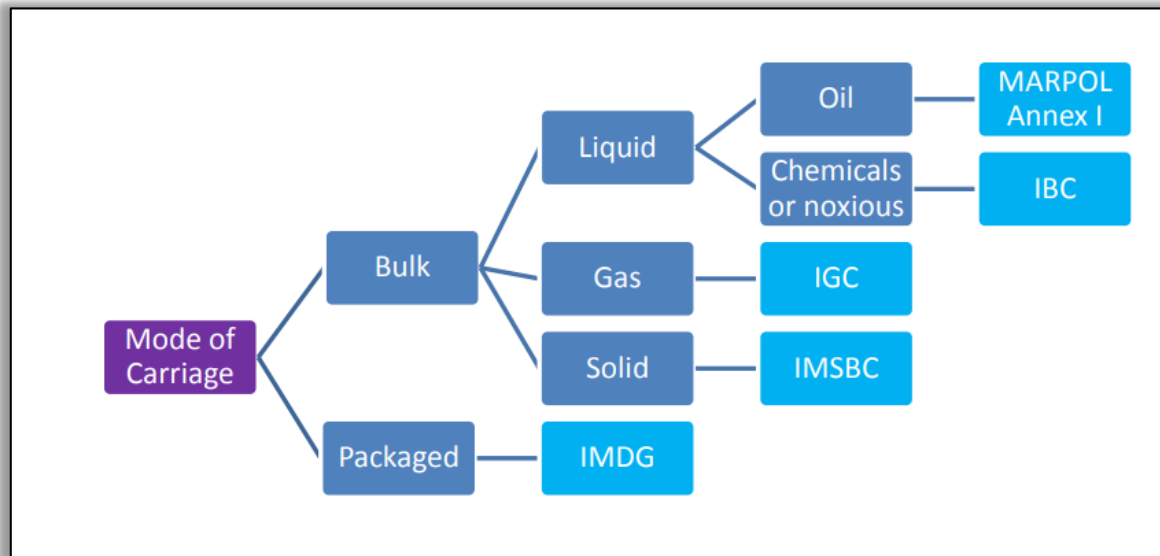 Oil
MARPOL
Annex I
Liquid
Chemicals
or noxious
IBC
Bulk
Gas
IGC
Mode of
Carriage
Solid
IMSBC
Packaged
IMDG